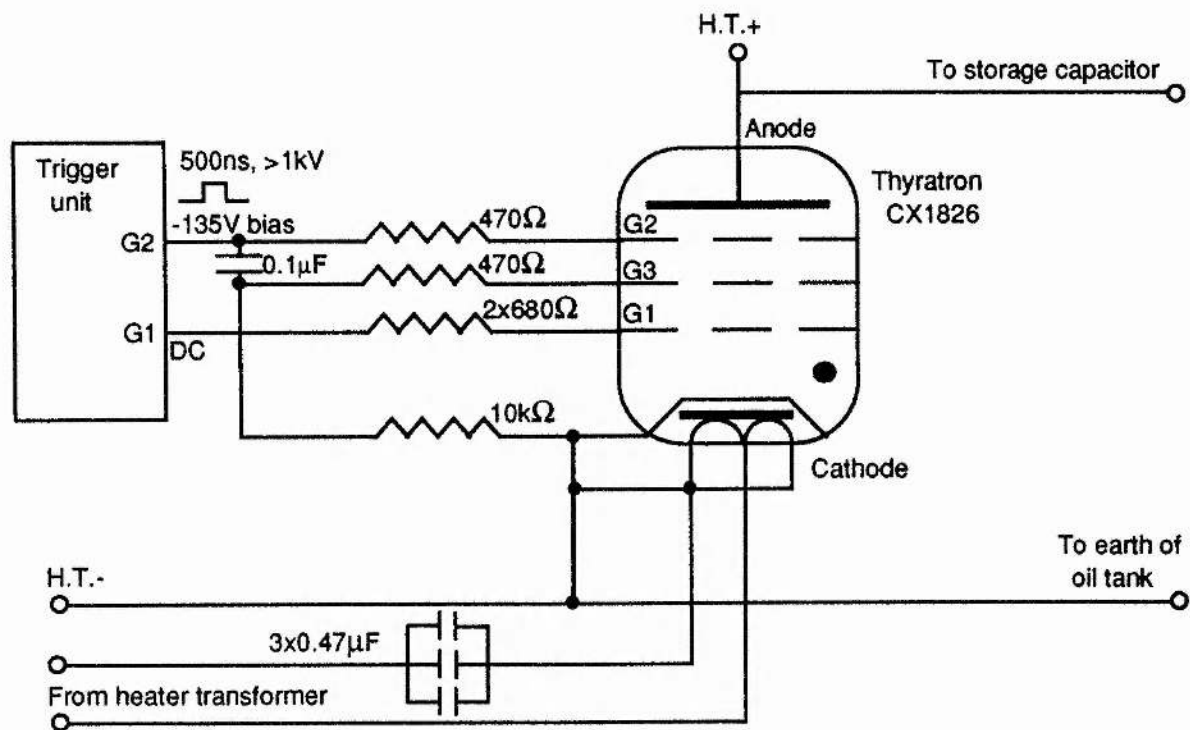 H.T.+
To storage capacitor
Anode
Trigger
unit
500ns, >1kV
Thyratron
CX1826
-135V bias
G2
470Ω
G2
0.1µF
470Ω
G3
2x680Ω
G1
G1
DC
10kΩ
Cathode
To earth of
oil tank
H.T.-
3x0.47µF
From heater transformer